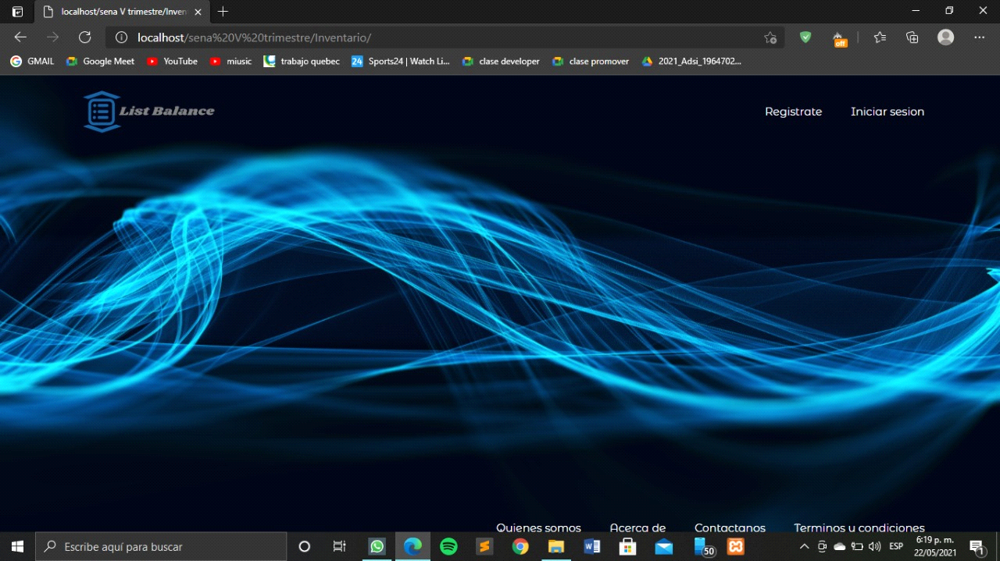 localhost/sena V trimestre/Inven
localhost/sena%20V%20trimestre/Inventario/
off
GMAIL Google Meet YouTube miusic trabajo quebec 24 Sports24 | Watch Li... clase developer clase promover 2021_Adsi_1964702...
List Balance Registrate Iniciar sesion
Quienes somos Acerca de Contactanos Terminos y condiciones
Escribe aquí para buscar 50 ESP 6:19 p. m.
22/05/2021 1